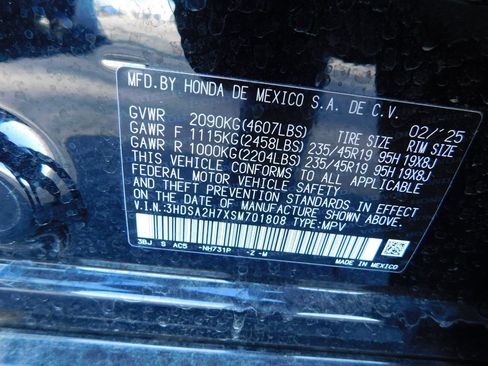 MFD. BY HONDA DE MEXICO S.A. DE C.V.
02/'25
GVWR 2090KG(4607LBS) TIRE SIZE RIM SIZE
GAWR F 1115KG(2458LBS) 235/45R19 95H 19X8J
GAWR R 1000KG(2204LBS) 235/45R19 95H 19X8J
THIS VEHICLE CONFORMS TO ALL APPLICABLE
FEDERAL MOTOR VEHICLE SAFETY
AND THEFT PREVENTION STANDARDS IN EFFECT
ON THE DATE OF MANUFACTURE SHOWN ABOVE.
V.I.N.:3HDSA2H7XSM701808 TYPE:MPV
3BJ S AC5 -NH731P -Z -M
MADE IN MEXICO